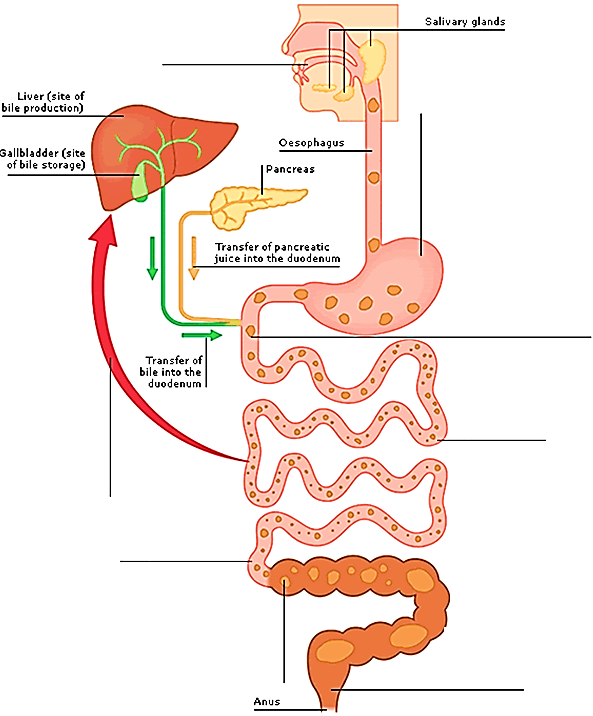 Salivary glands
Liver (site of
bile production)
Oesophagus
Gallbladder (site
of bile storage)
Pancreas
Transfer of pancreatic
juice into the duodenum
Transfer of
bile into the
duodenum
Anus